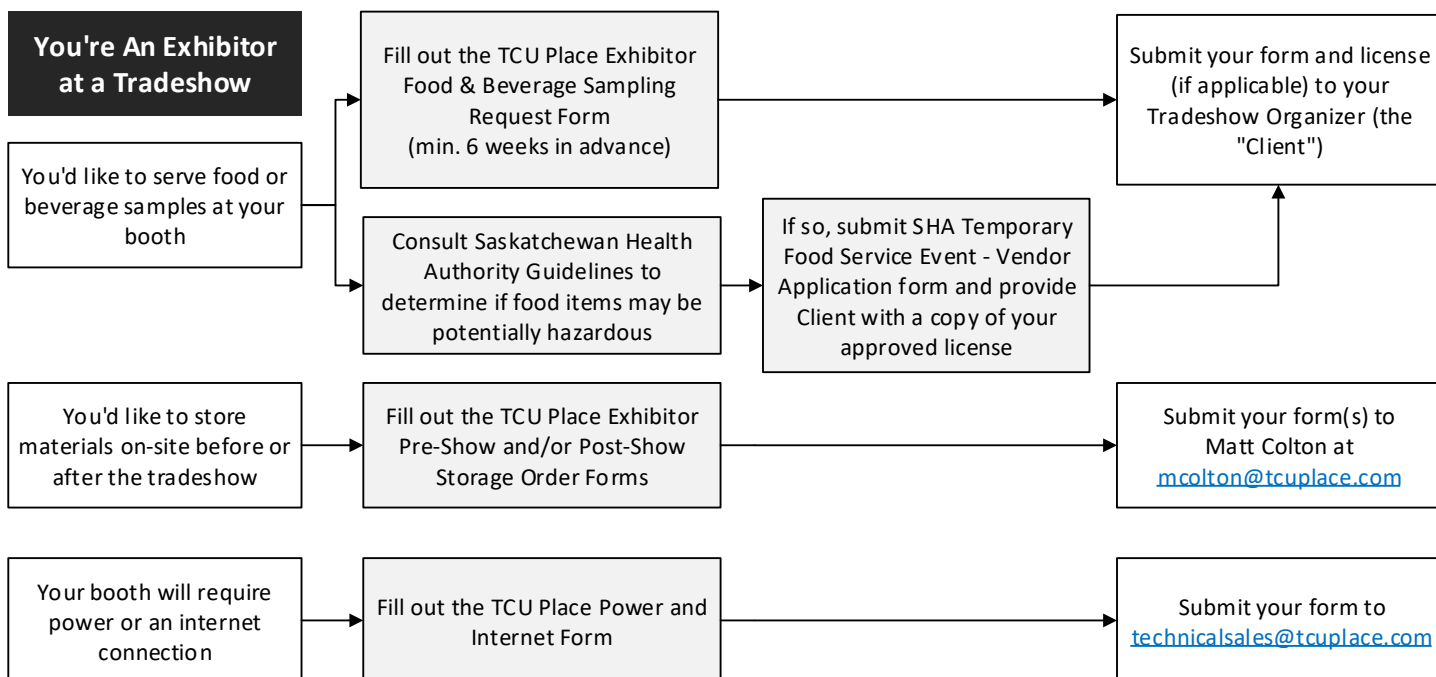 You're An Exhibitor
at a Tradeshow
You'd like to serve food or
beverage samples at your
booth
Fill out the TCU Place Exhibitor
Food & Beverage Sampling
Request Form
(min. 6 weeks in advance)
Submit your form and license
(if applicable) to your
Tradeshow Organizer (the
"Client")
Consult Saskatchewan Health
Authority Guidelines to
determine if food items may be
potentially hazardous
If so, submit SHA Temporary
Food Service Event - Vendor
Application form and provide
Client with a copy of your
approved license
You'd like to store
materials on-site before or
after the tradeshow
Fill out the TCU Place Exhibitor
Pre-Show and/or Post-Show
Storage Order Forms
Submit your form(s) to
Matt Colton at
mcolton@tcuplace.com
Your booth will require
power or an internet
connection
Fill out the TCU Place Power and
Internet Form
Submit your form to
technicalsales@tcuplace.com